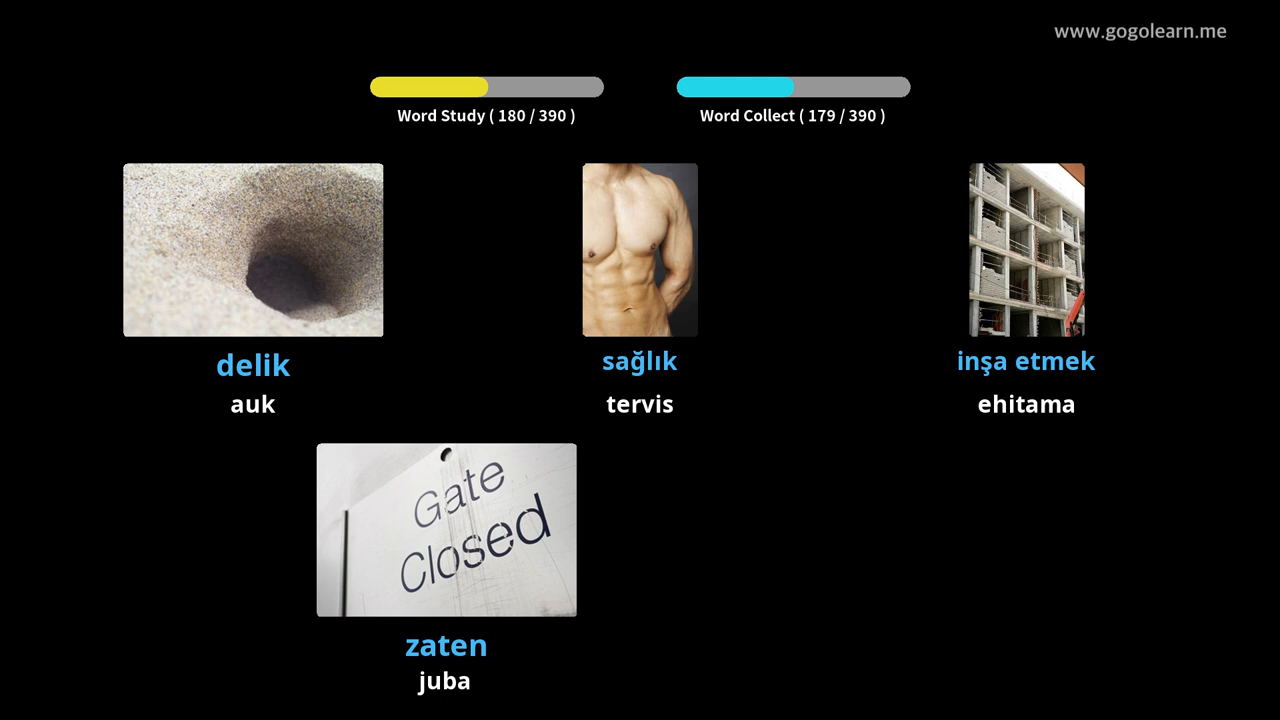 www.gogolearn.me
Word Study ( 180 / 390 )
Word Collect ( 179 / 390 )
delik
auk
sağlık
tervis
inşa etmek
ehitama
Gate
Closed
zaten
juba